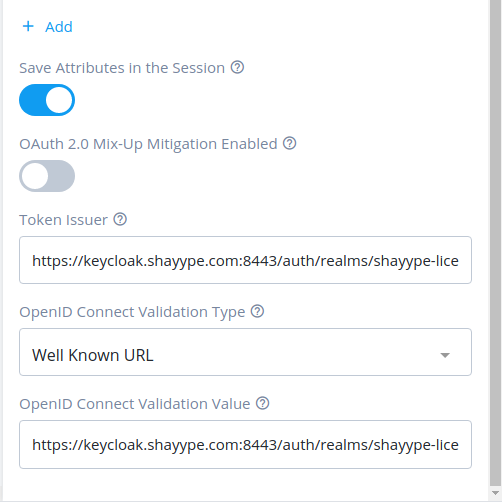 + Add
Save Attributes in the Session ?
OAuth 2.0 Mix-Up Mitigation Enabled ?
Token Issuer ?
https://keycloak.shayype.com:8443/auth/realms/shayype-lice
OpenID Connect Validation Type ?
Well Known URL
OpenID Connect Validation Value ?
https://keycloak.shayype.com:8443/auth/realms/shayype-lice